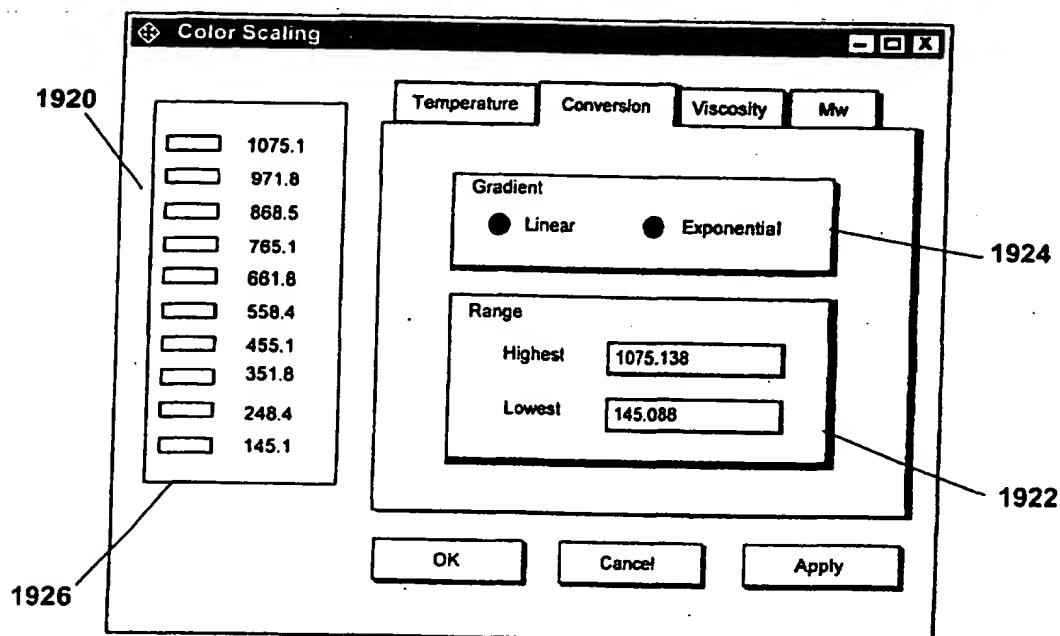 Color Scaling
1920
1075.1
971.8
868.5
765.1
661.8
558.4
455.1
351.8
248.4
145.1
1926
Temperature
Conversion
Viscosity
Mw
Gradient
Linear
Exponential
1924
Range
Highest
1075.138
Lowest
145.088
1922
OK
Cancel
Apply